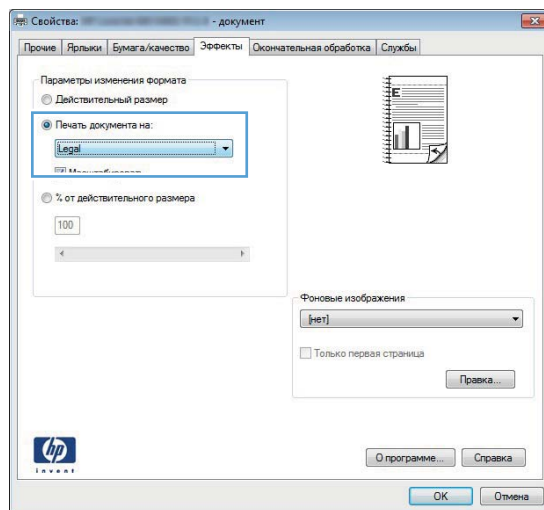 Свойства: - документ
Прочие Ярлыки Бумага/качество Эффекты Окончательная обработка Службы
Параметры изменения формата
Действительный размер
Печать документа на:
Legal
% от действительного размера
100
E
Фоновые изображения
[нет]
Только первая страница
Правка...
hp
invent
О программе... Справка
OK Отмена